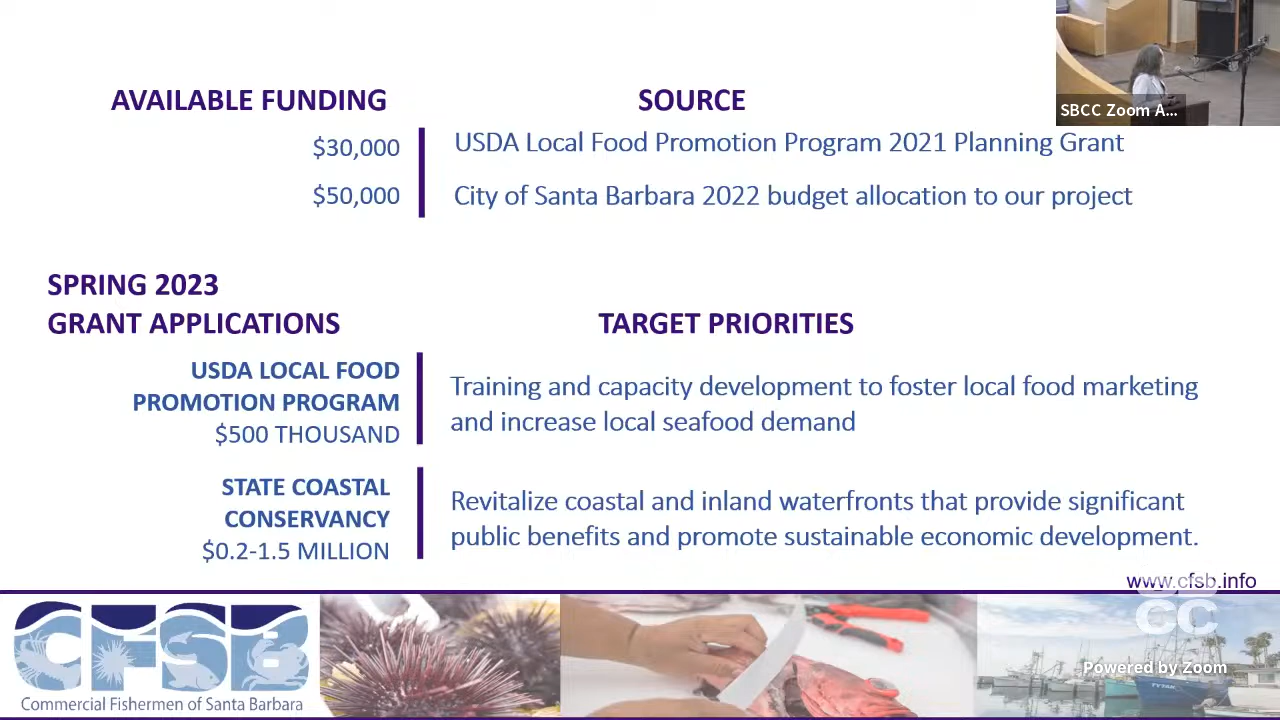 AVAILABLE FUNDING
SOURCE
SBCC Zoom A...
$30,000
USDA Local Food Promotion Program 2021 Planning Grant
$50,000
City of Santa Barbara 2022 budget allocation to our project
SPRING 2023
GRANT APPLICATIONS
TARGET PRIORITIES
USDA LOCAL FOOD
PROMOTION PROGRAM
$500 THOUSAND
Training and capacity development to foster local food marketing
and increase local seafood demand
STATE COASTAL
CONSERVANCY
$0.2-1.5 MILLION
Revitalize coastal and inland waterfronts that provide significant
public benefits and promote sustainable economic development.
www.cfsb.info
SB
CC
CFSB
Commercial Fishermen of Santa Barbara
Powered by Zoom